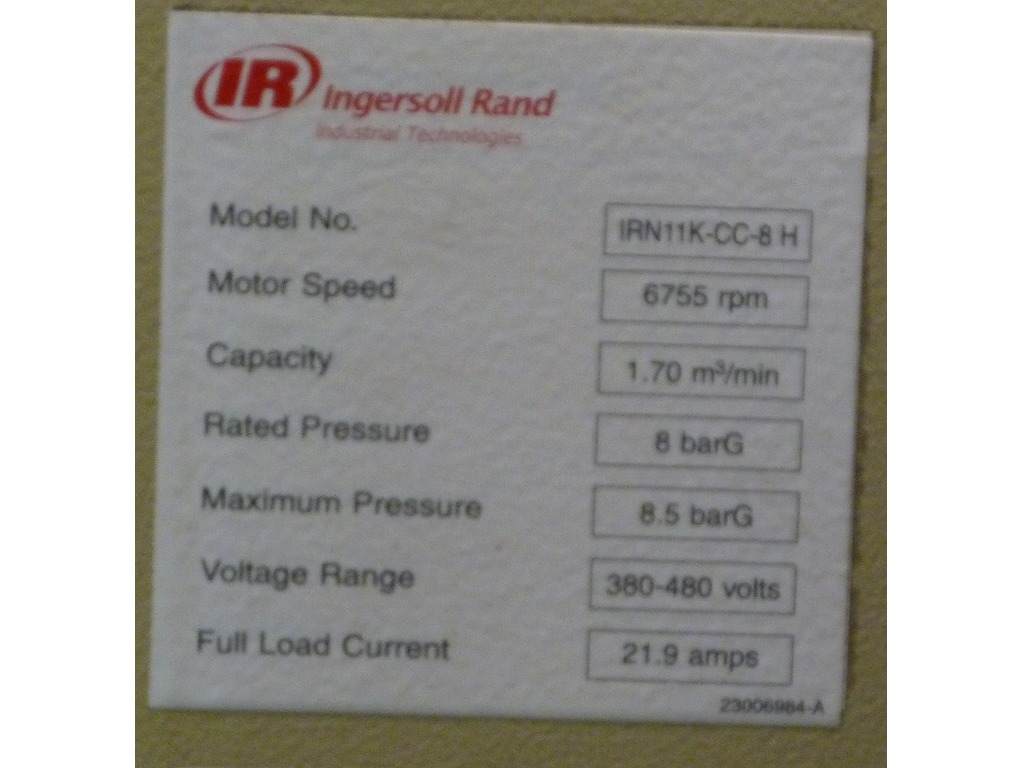 IR Ingersoll Rand
Industrial Technologies
Model No. IRN11K-CC-8 H
Motor Speed 6755 rpm
Capacity 1.70 m³/min
Rated Pressure 8 barG
Maximum Pressure 8.5 barG
Voltage Range 380-480 volts
Full Load Current 21.9 amps
23006984-A